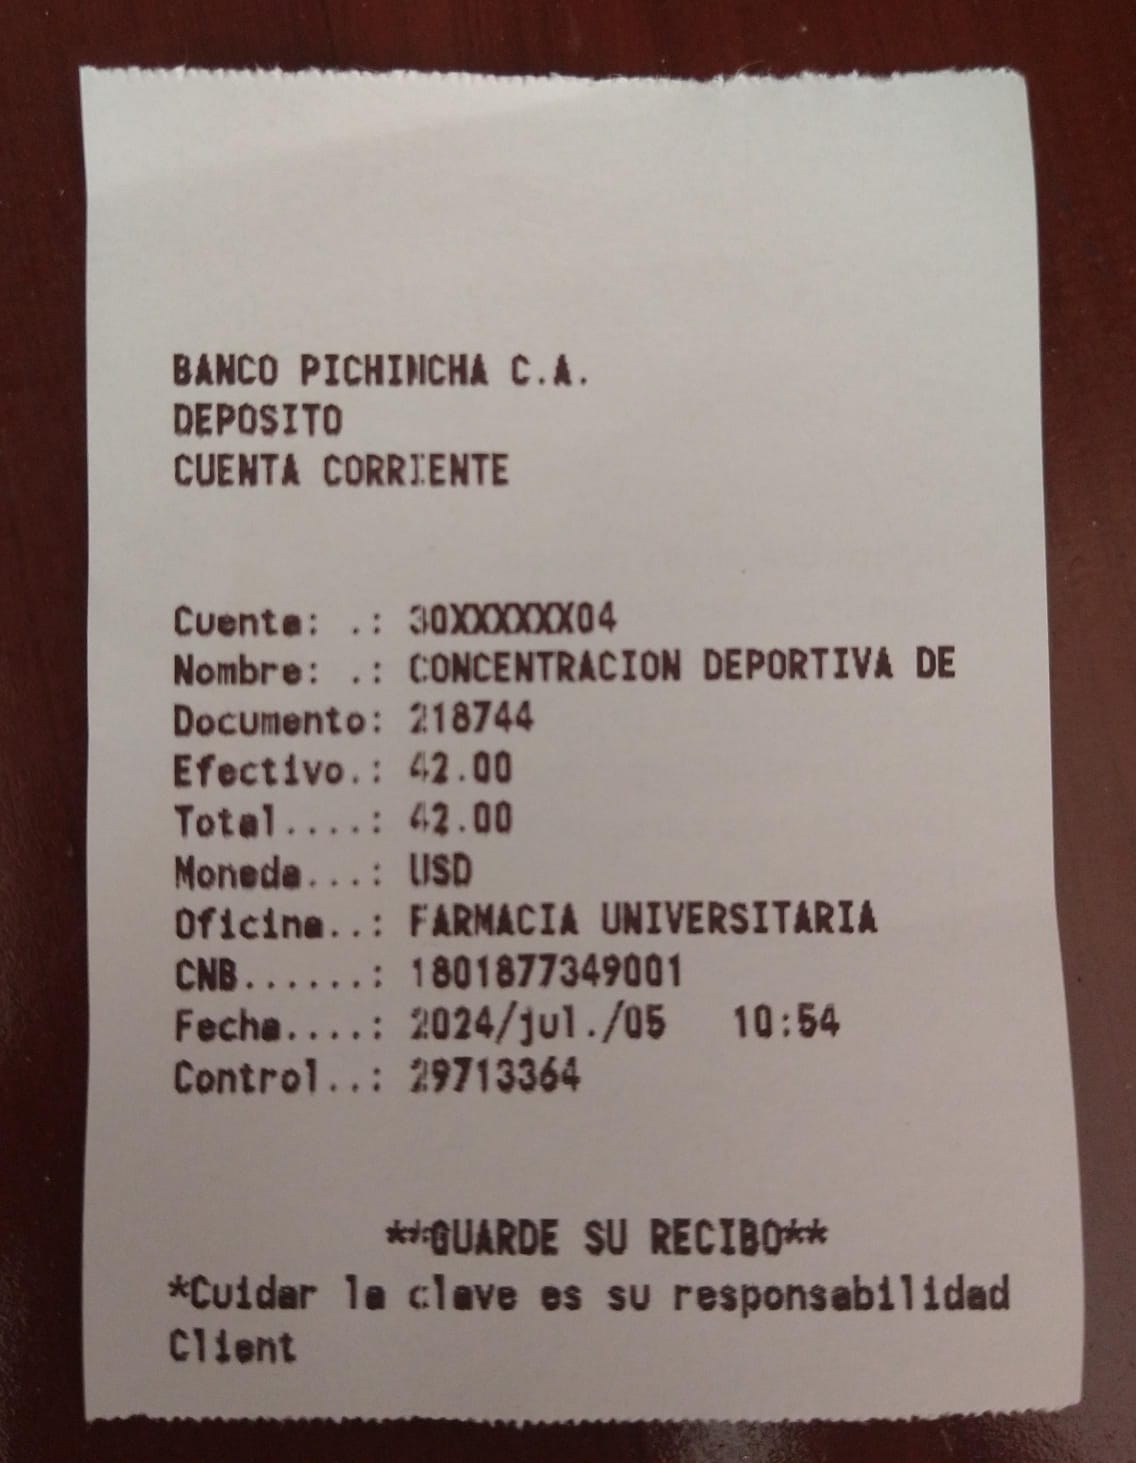 BANCO PICHINCHA C.A.
DEPOSITO
CUENTA CORRIENTE
Cuenta: .: 30XXXXXX04
Nombre: .: CONCENTRACION DEPORTIVA DE
Documento: 218744
Efectivo.: 42.00
Total....: 42.00
Moneda...: USD
Oficina..: FARMACIA UNIVERSITARIA
CNB......: 1801877349001
Fecha....: 2024/jul./05 10:54
Control..: 29713364
**GUARDE SU RECIBO**
*Cuidar la clave es su responsabilidad
Client